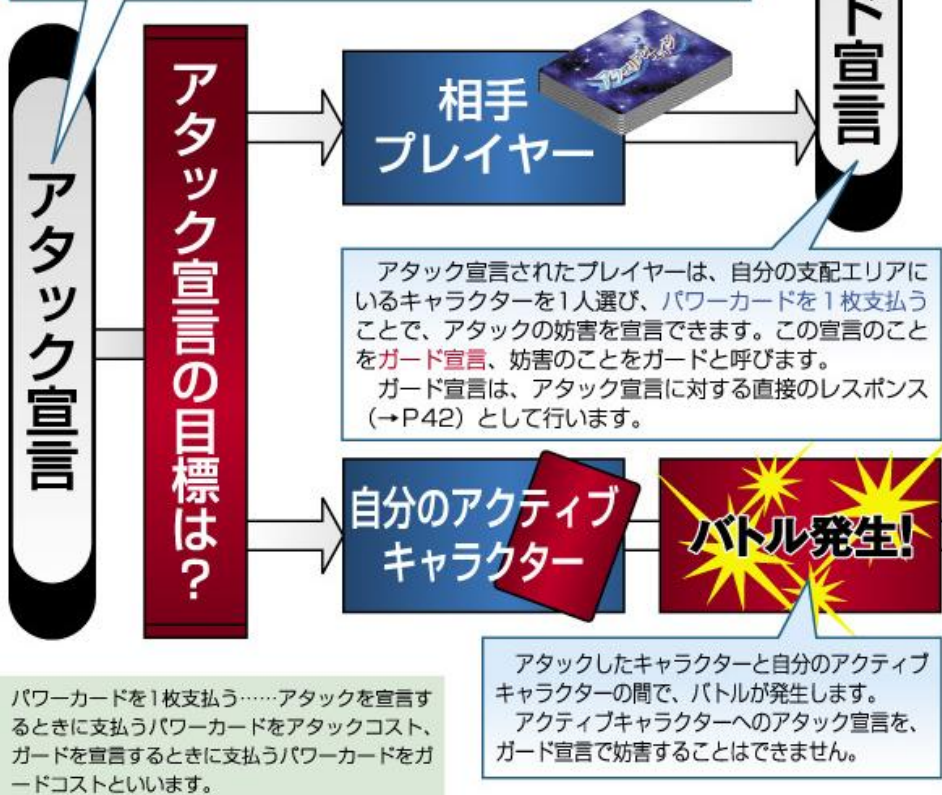 アタック宣言
アタック宣言の目標は?
相手
プレイヤー
ド宣言
アタック宣言されたプレイヤーは、自分の支配エリアに
いるキャラクターを1人選び、パワーカードを1枚支払う
ことで、アタックの妨害を宣言できます。この宣言のこと
をガード宣言、妨害のことをガードと呼びます。
ガード宣言は、アタック宣言に対する直接のレスポンス
(→P42)として行います。
自分のアクティブ
キャラクター
バトル発生!
アタックしたキャラクターと自分のアクティブ
キャラクターの間で、バトルが発生します。
アクティブキャラクターへのアタック宣言を、
ガード宣言で妨害することはできません。
パワーカードを1枚支払う……アタックを宣言す
るときに支払うパワーカードをアタックコスト、
ガードを宣言するときに支払うパワーカードをガ
ードコストといいます。